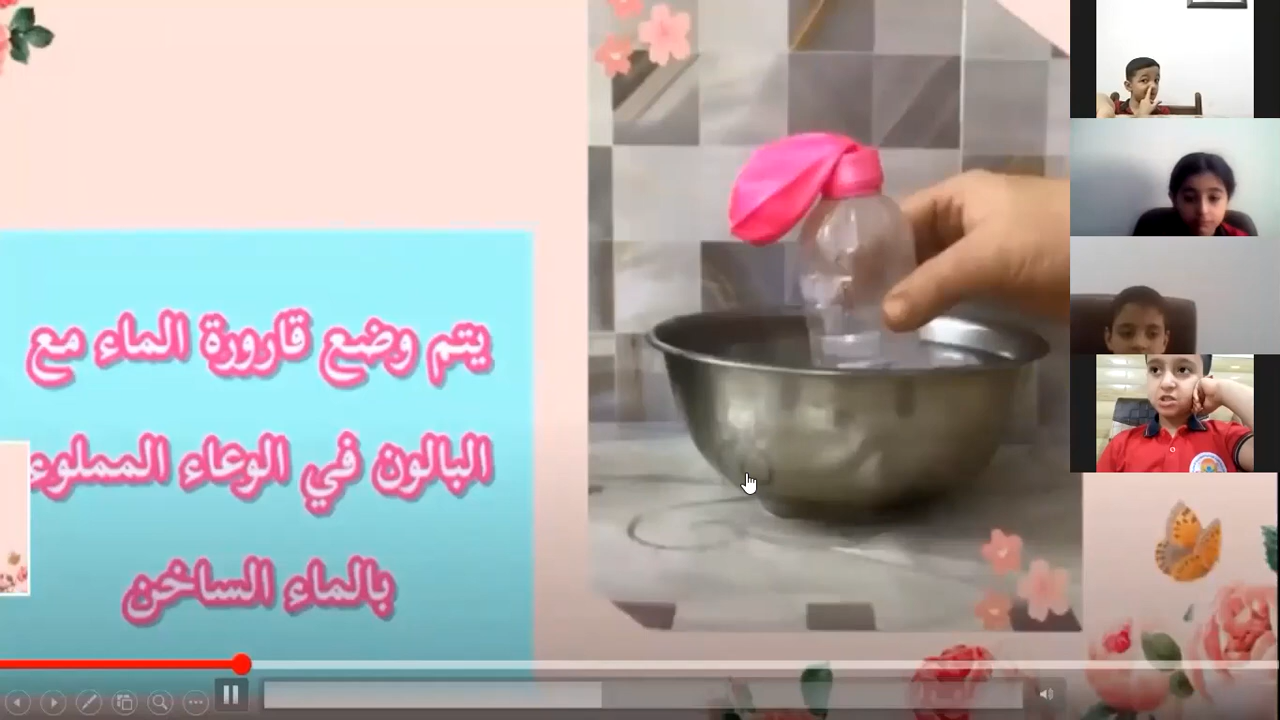 يتم وضع قارورة الماء مع
البالون في الوعاء المملوء
بالماء الساخن